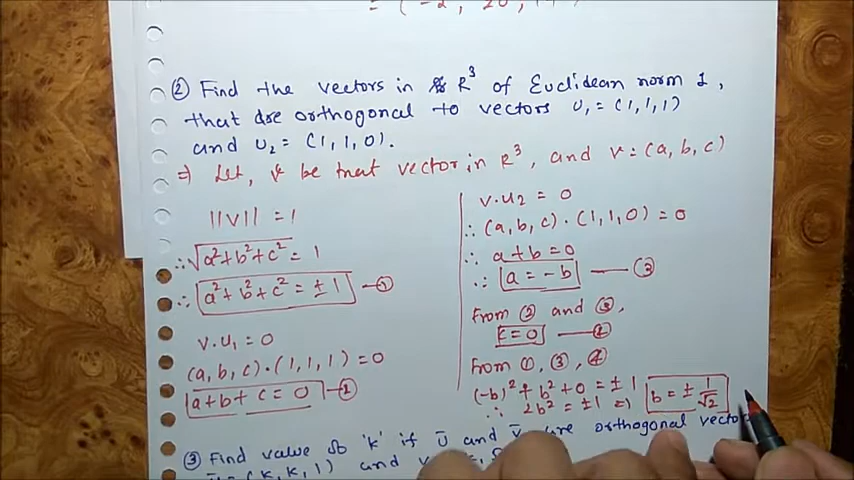 ② Find the vectors in R³ of Euclidean norm 1,
that are orthogonal to vectors u₁ = (1,1,1)
and u₂ = (1,1,0).
⇒ Let, v be that vector in R³, and v = (a, b, c)
||v|| = 1
∴ √a²+b²+c² = 1
∴ a²+b²+c² = ±1 —①
v·u₁ = 0
(a,b,c)·(1,1,1) = 0
a+b+c = 0 —②
v·u₂ = 0
∴ (a,b,c)·(1,1,0) = 0
∴ a+b=0
∴ a = -b —③
From ② and ③,
c = 0 —④
From ①, ③, ④
(-b)² + b² + 0 = ±1
∴ 2b² = ±1 ⇒ b = ± 1/√2
③ Find value of 'k' if ū and v̄ are orthogonal vecto
= (k, k, 1) and